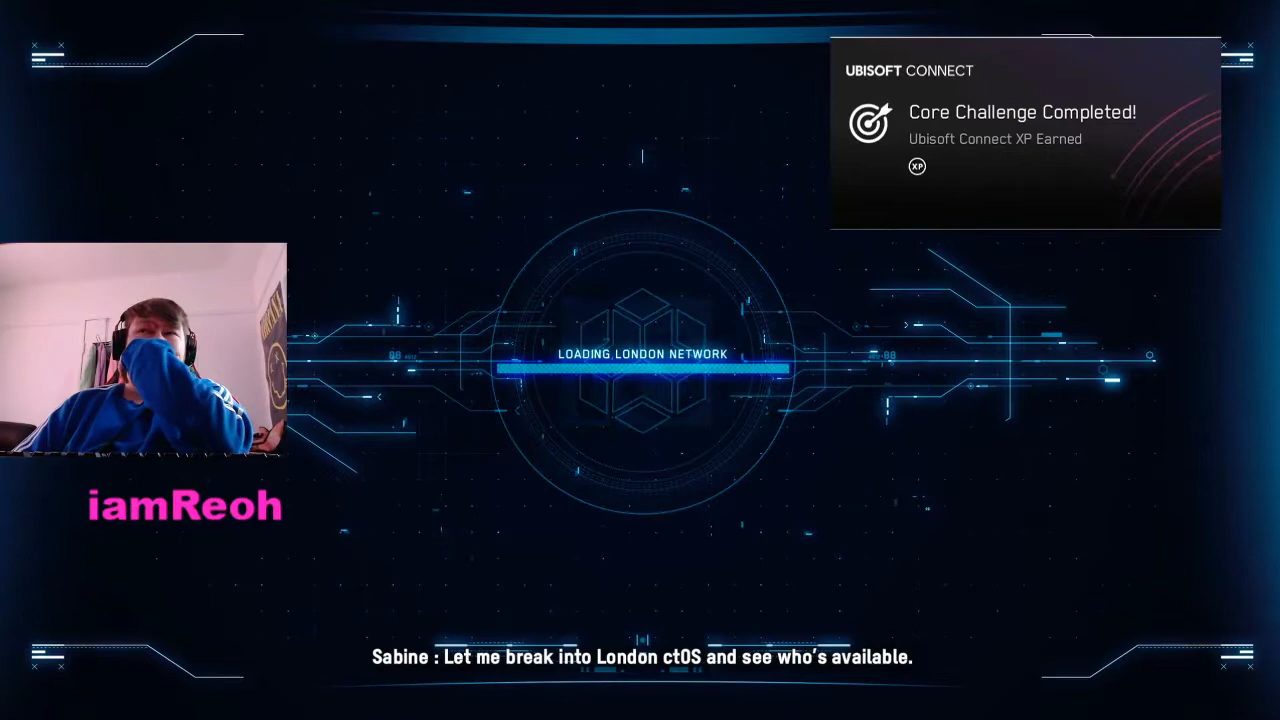 UBISOFT CONNECT
Core Challenge Completed!
Ubisoft Connect XP Earned
XP
LOADING LONDON NETWORK
iamReoh
Sabine : Let me break into London ctOS and see who's available.